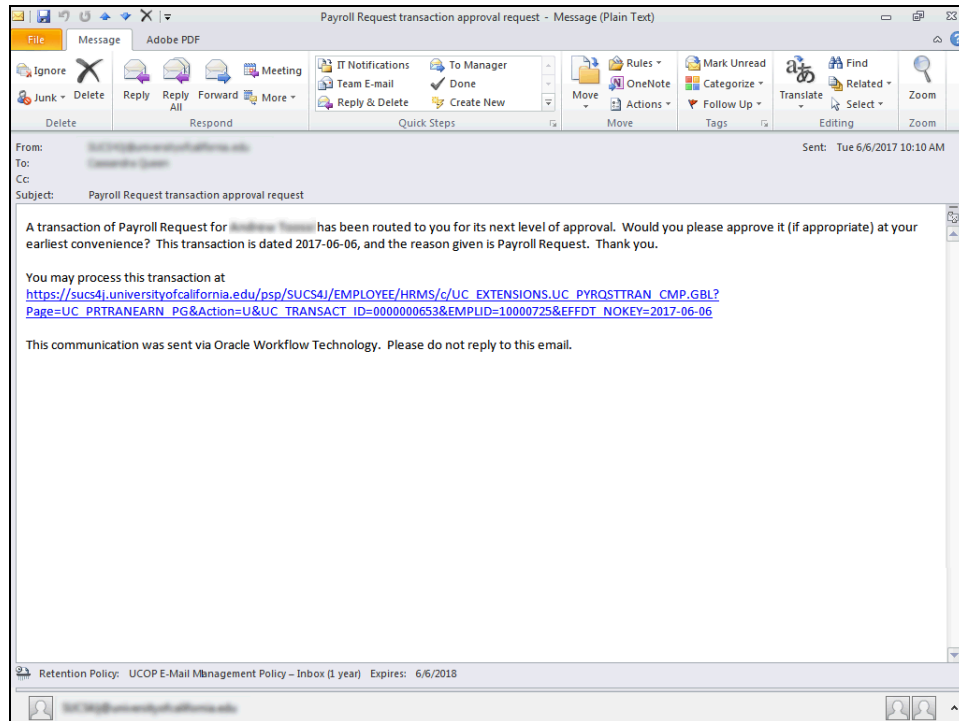 Payroll Request transaction approval request - Message (Plain Text)
File Message Adobe PDF
Ignore
Junk
Delete
Reply
Reply All
Forward
Meeting
More
IT Notifications
To Manager
Team E-mail
Done
Reply & Delete
Create New
Move
Rules
OneNote
Actions
Mark Unread
Categorize
Follow Up
Translate
Find
Related
Select
Zoom
Delete Respond Quick Steps Move Tags Editing Zoom
From:
Sent: Tue 6/6/2017 10:10 AM
To:
Cc:
Subject: Payroll Request transaction approval request
A transaction of Payroll Request for has been routed to you for its next level of approval. Would you please approve it (if appropriate) at your
earliest convenience? This transaction is dated 2017-06-06, and the reason given is Payroll Request. Thank you.
You may process this transaction at
https://sucs4j.universityofcalifornia.edu/psp/SUCS4J/EMPLOYEE/HRMS/c/UC_EXTENSIONS.UC_PYRQSTTRAN_CMP.GBL?
Page=UC_PRTRANEARN_PG&Action=U&UC_TRANSACT_ID=0000000653&EMPLID=10000725&EFFDT_NOKEY=2017-06-06
This communication was sent via Oracle Workflow Technology. Please do not reply to this email.
Retention Policy: UCOP E-Mail Management Policy – Inbox (1 year) Expires: 6/6/2018